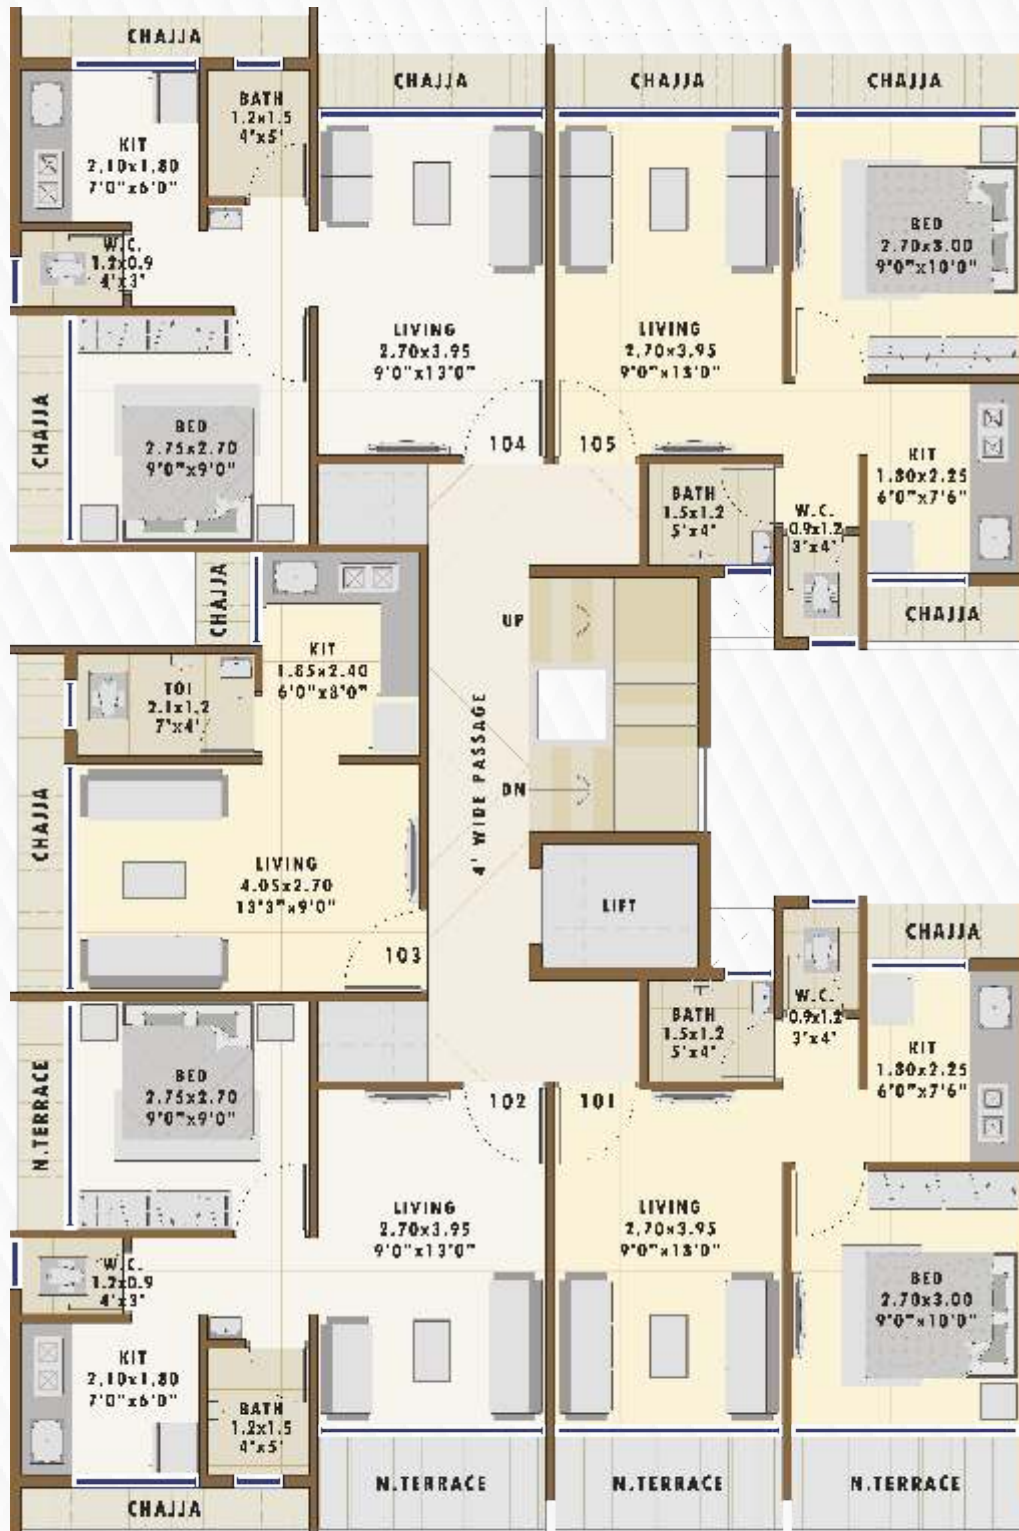 CHAJJA
CHAJJA
CHAJJA
CHAJJA
BATH
1.2x1.5
4'x5'
KIT
2.10x1.80
7'0"x6'0"
W.C.
1.2x0.9
4'x3'
BED
2.70x3.00
9'0"x10'0"
LIVING
2.70x3.95
9'0"x13'0"
LIVING
2.70x3.95
9'0"x13'0"
CHAJJA
BED
2.75x2.70
9'0"x9'0"
104
105
KIT
1.80x2.25
6'0"x7'6"
BATH
1.5x1.2
5'x4'
W.C.
0.9x1.2
3'x4'
CHAJJA
CHAJJA
UP
KIT
1.85x2.40
6'0"x8'0"
TOI
2.1x1.2
7'x4'
4' WIDE PASSAGE
DN
CHAJJA
LIVING
4.05x2.70
13'3"x9'0"
LIFT
103
CHAJJA
W.C.
0.9x1.2
3'x4'
BATH
1.5x1.2
5'x4'
KIT
1.80x2.25
6'0"x7'6"
N.TERRACE
BED
2.75x2.70
9'0"x9'0"
102
101
LIVING
2.70x3.95
9'0"x13'0"
LIVING
2.70x3.95
9'0"x13'0"
W.C.
1.2x0.9
4'x3'
BED
2.70x3.00
9'0"x10'0"
KIT
2.10x1.80
7'0"x6'0"
BATH
1.2x1.5
4'x5'
N.TERRACE
N.TERRACE
N.TERRACE
CHAJJA